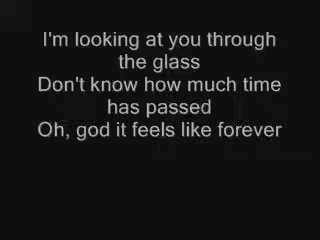 I'm looking at you through
the glass
Don't know how much time
has passed
Oh, god it feels like forever